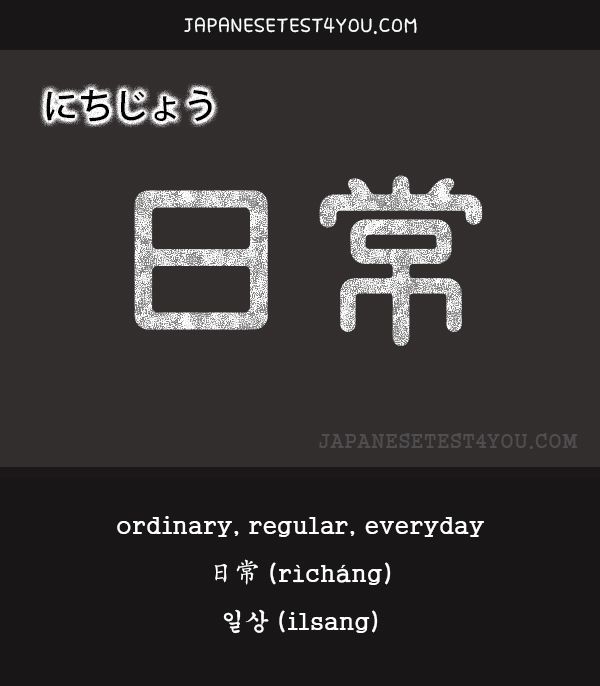 JAPANESETEST4YOU.COM
にちじょう
日常
JAPANESETEST4YOU.COM
ordinary, regular, everyday
日常 (rìcháng)
일상 (ilsang)